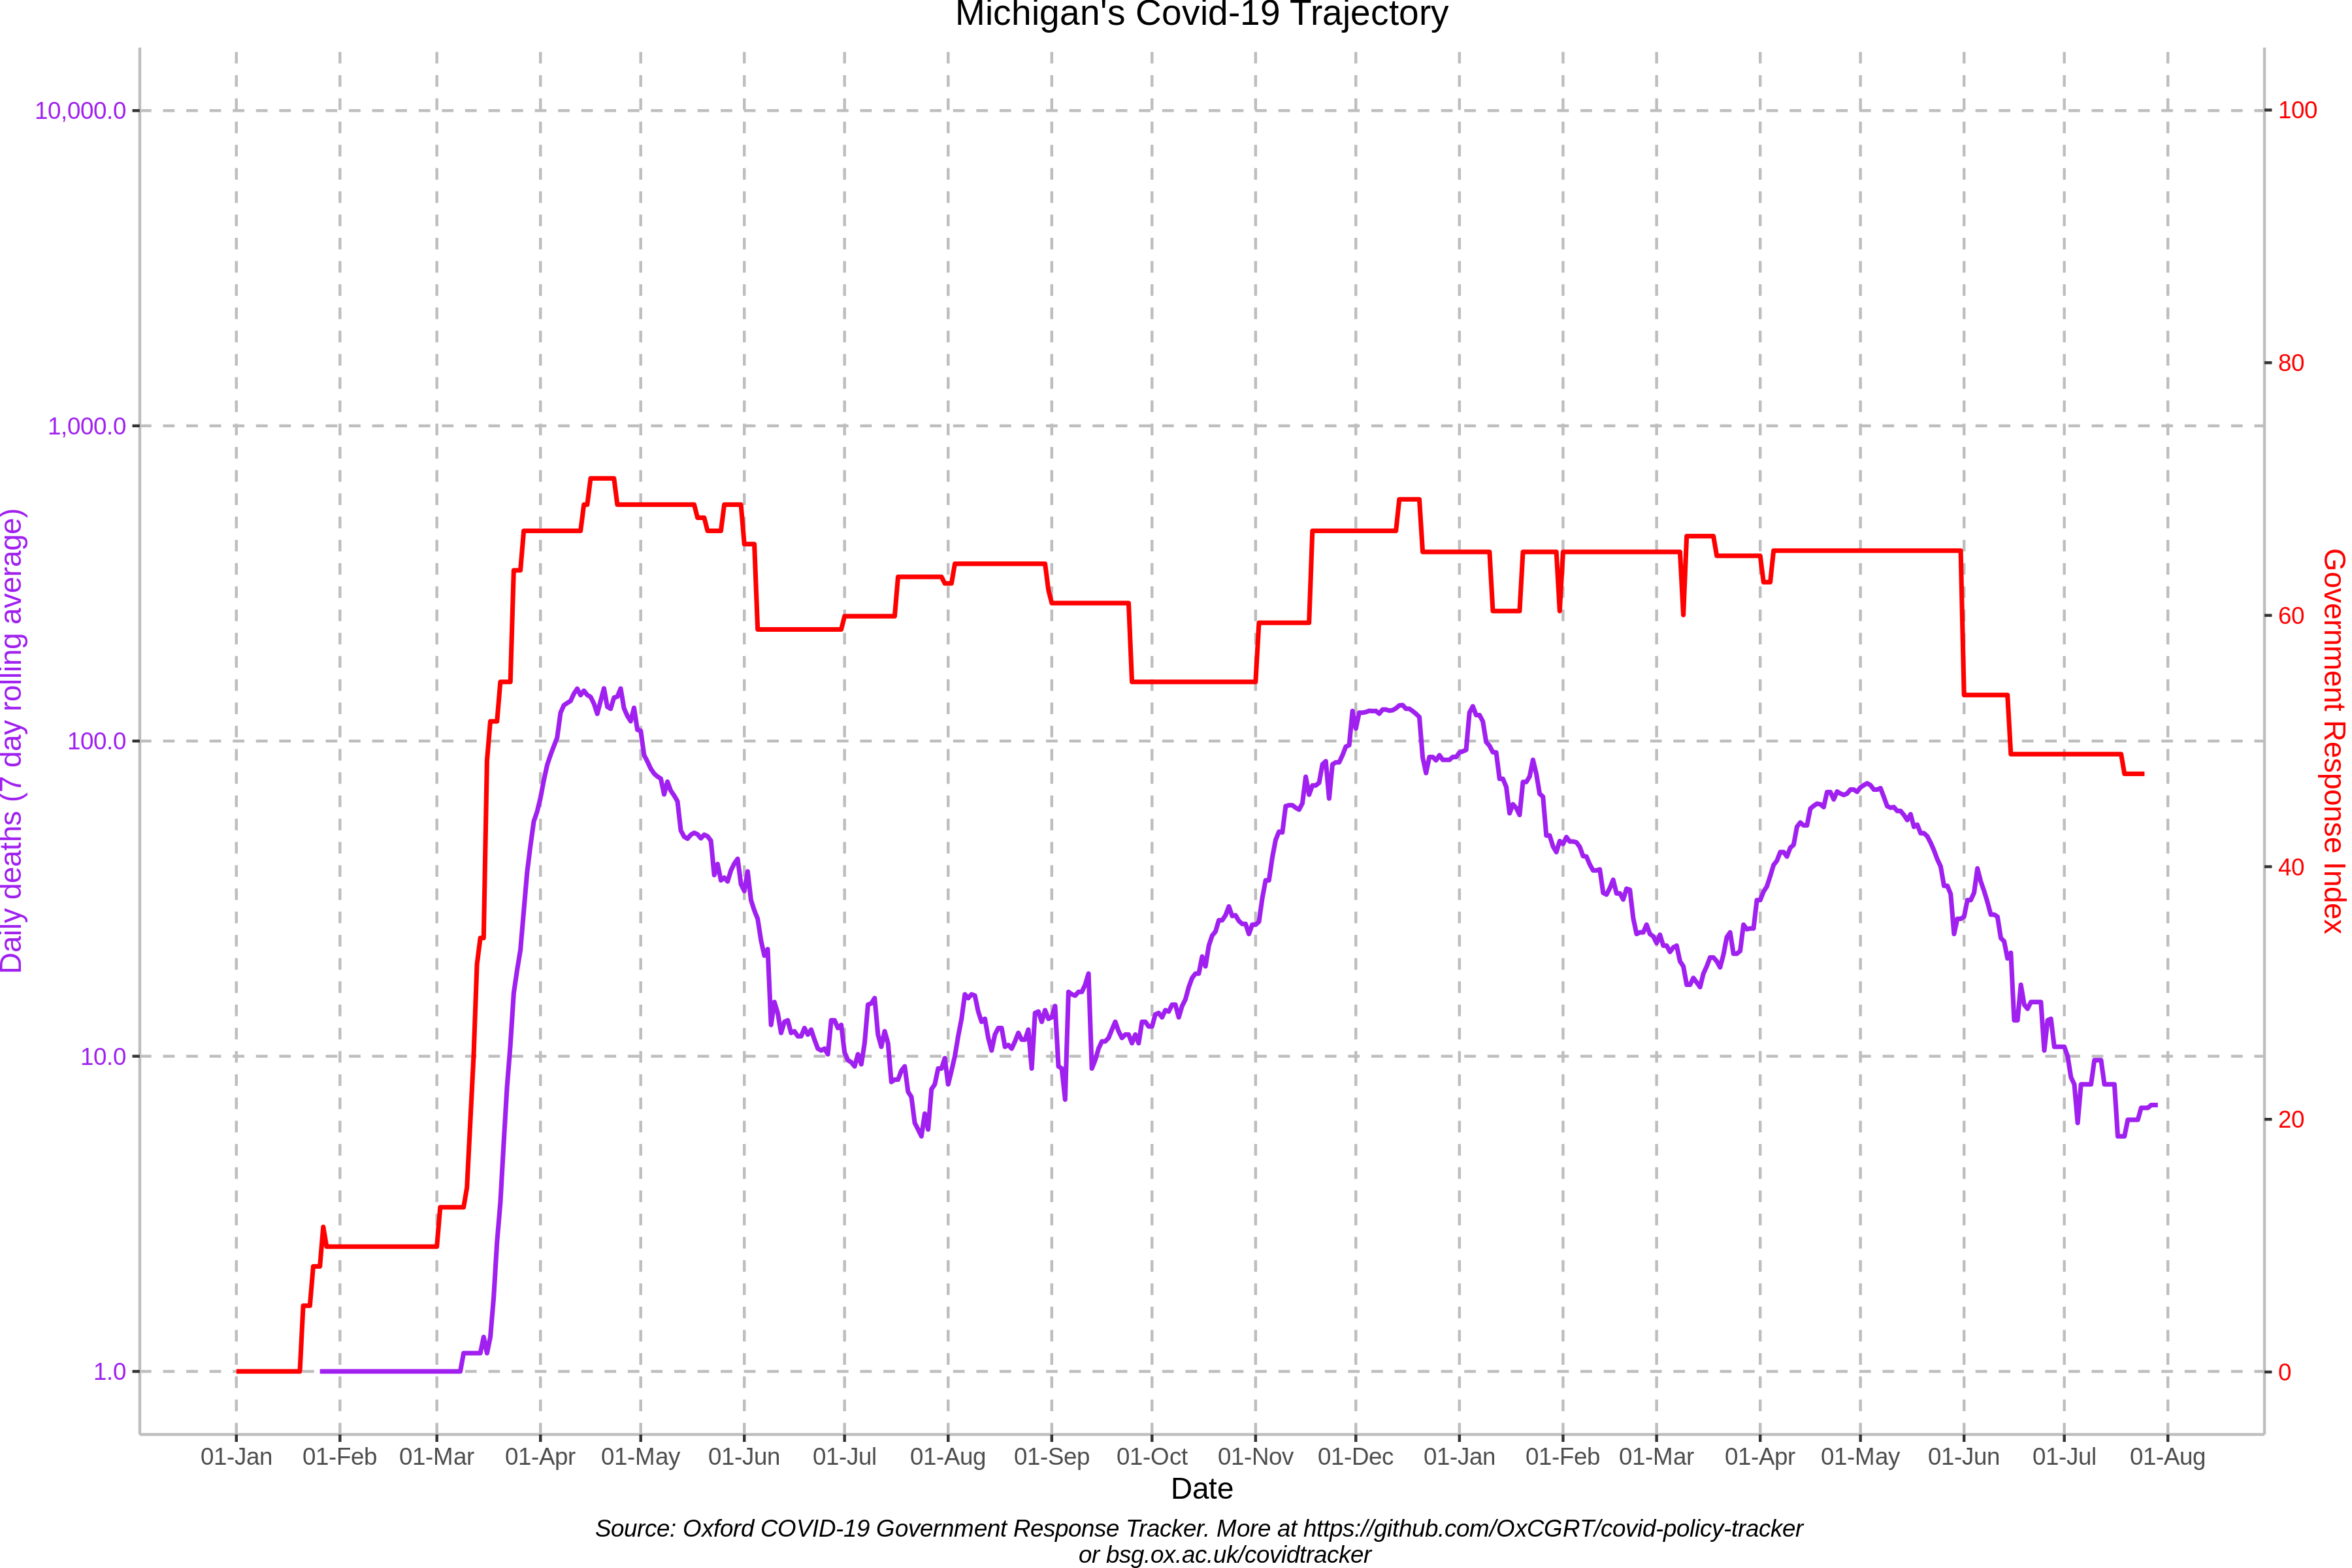 Michigan's Covid-19 Trajectory
10,000.0
1,000.0
100.0
10.0
1.0
Daily deaths (7 day rolling average)
100
80
60
40
20
0
Government Response Index
01-Jan 01-Feb 01-Mar 01-Apr 01-May 01-Jun 01-Jul 01-Aug 01-Sep 01-Oct 01-Nov 01-Dec 01-Jan 01-Feb 01-Mar 01-Apr 01-May 01-Jun 01-Jul 01-Aug
Date
Source: Oxford COVID-19 Government Response Tracker. More at https://github.com/OxCGRT/covid-policy-tracker
or bsg.ox.ac.uk/covidtracker